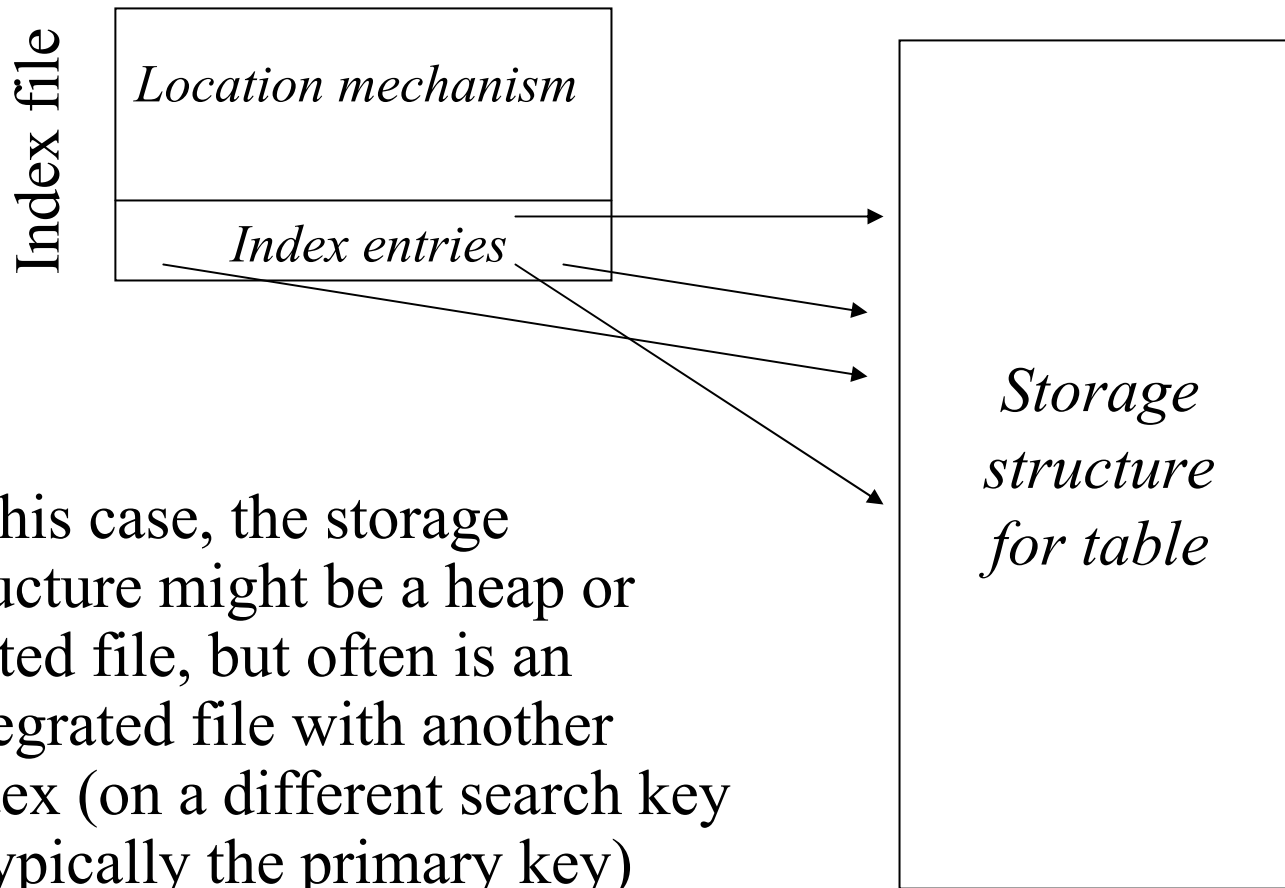 Index file
Location mechanism
Index entries
Storage
structure
for table
his case, the storage
ucture might be a heap or
ted file, but often is an
egrated file with another
lex (on a different search key
ypically the primary key)